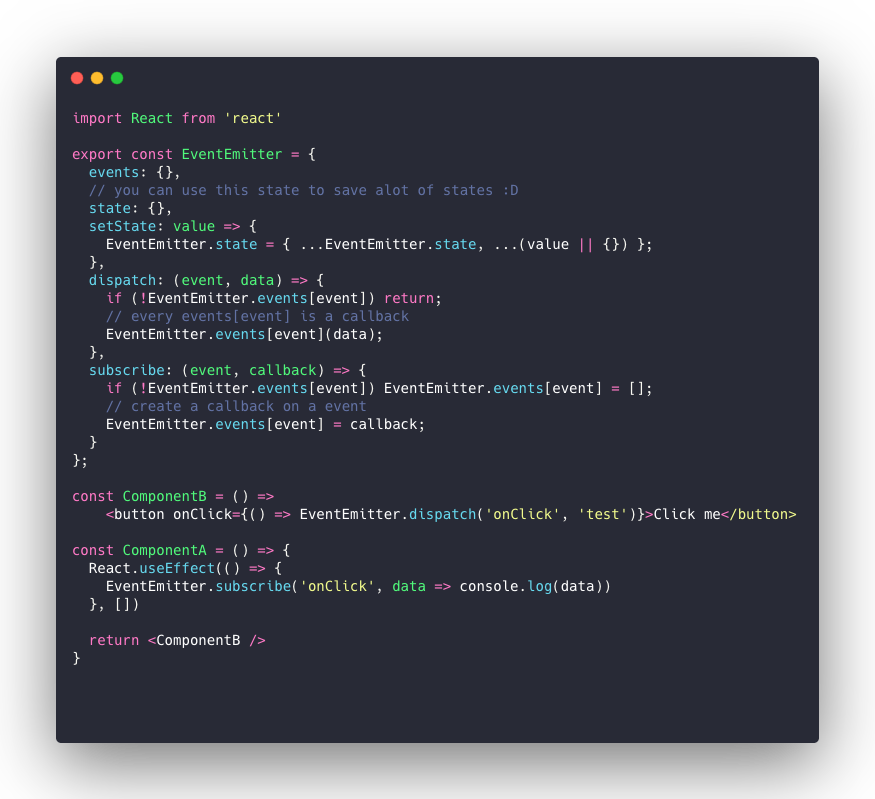 import React from 'react'
export const EventEmitter = {
  events: {},
  // you can use this state to save alot of states :D
  state: {},
  setState: value => {
    EventEmitter.state = { ...EventEmitter.state, ...(value || {}) };
  },
  dispatch: (event, data) => {
    if (!EventEmitter.events[event]) return;
    // every events[event] is a callback
    EventEmitter.events[event](data);
  },
  subscribe: (event, callback) => {
    if (!EventEmitter.events[event]) EventEmitter.events[event] = [];
    // create a callback on a event
    EventEmitter.events[event] = callback;
  }
};
const ComponentB = () =>
    <button onClick={() => EventEmitter.dispatch('onClick', 'test')}>Click me</button>
const ComponentA = () => {
  React.useEffect(() => {
    EventEmitter.subscribe('onClick', data => console.log(data))
  }, [])
  return <ComponentB />
}